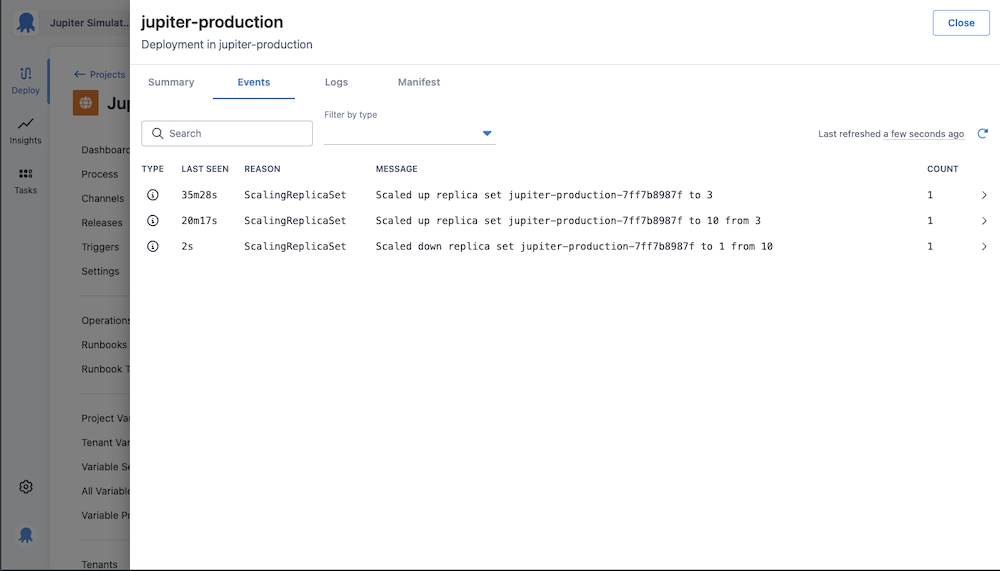 Jupiter Simulat..
jupiter-production
Close
Deployment in jupiter-production
Summary
Events
Logs
Manifest
Deploy
Projects
Filter by type
Search
Last refreshed a few seconds ago
Insights
Tasks
Dashboard
Process
Channels
Releases
Triggers
Settings
TYPE LAST SEEN REASON MESSAGE COUNT
35m28s ScalingReplicaSet Scaled up replica set jupiter-production-7ff7b8987f to 3 1
20m17s ScalingReplicaSet Scaled up replica set jupiter-production-7ff7b8987f to 10 from 3 1
2s ScalingReplicaSet Scaled down replica set jupiter-production-7ff7b8987f to 1 from 10 1
Operations
Runbooks
Runbook T
Project Va
Tenant Var
Variable Se
All Variable
Variable Pr
Tenants